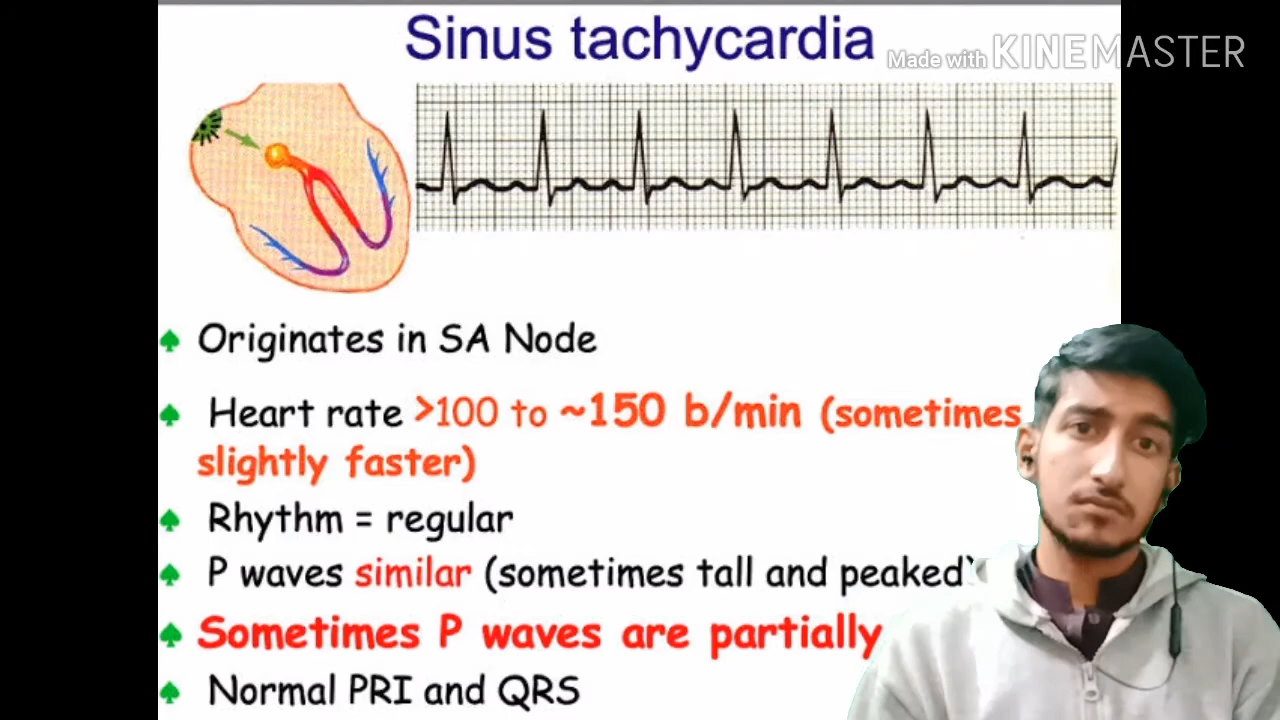 Sinus tachycardia
Made with KINEMASTER
Originates in SA Node
Heart rate >100 to ~150 b/min (sometimes
slightly faster)
Rhythm = regular
P waves similar (sometimes tall and peaked)
Sometimes P waves are partially
Normal PRI and QRS